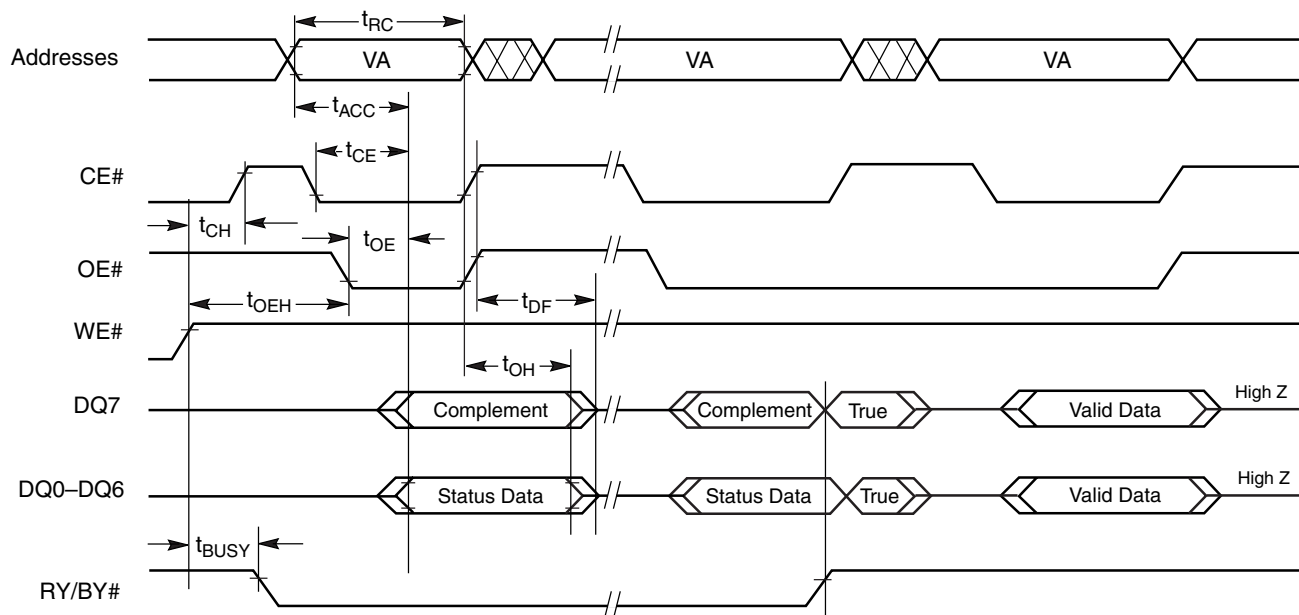 tRC
Addresses VA VA VA
tACC
tCE
CE#
tCH
tOE
OE#
tOEH tDF
WE#
tOH
DQ7 Complement Complement True Valid Data High Z
DQ0–DQ6 Status Data Status Data True Valid Data High Z
tBUSY
RY/BY#